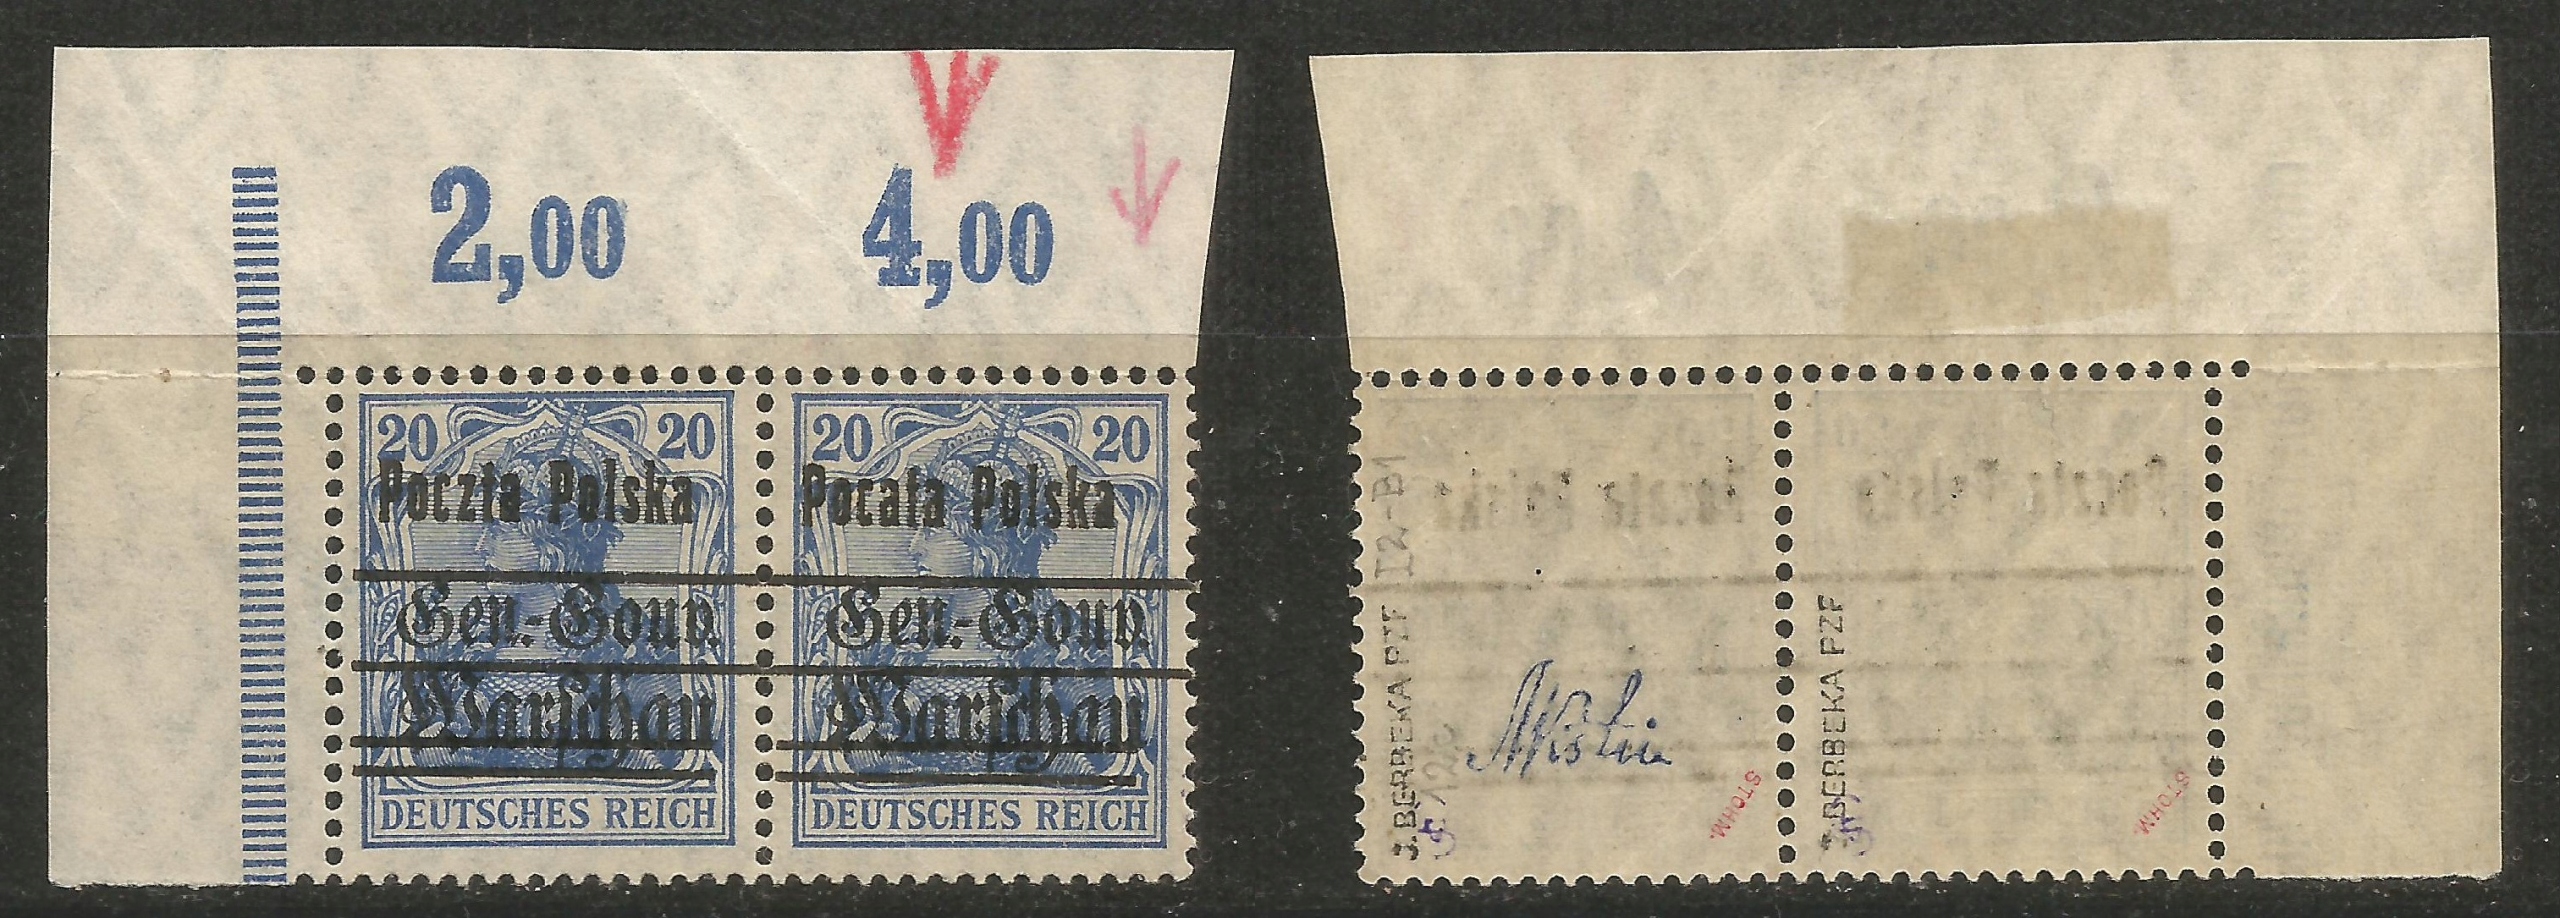 2,00 4,00
20 20 20 20
Poczta Polska Pocata Polska
Gen.-Gouv. Gen.-Gouv.
Warschau Warschau
DEUTSCHES REICH DEUTSCHES REICH
J. BERBEKA PZF
J. BERBEKA PZF
STOHM.
STOHM.